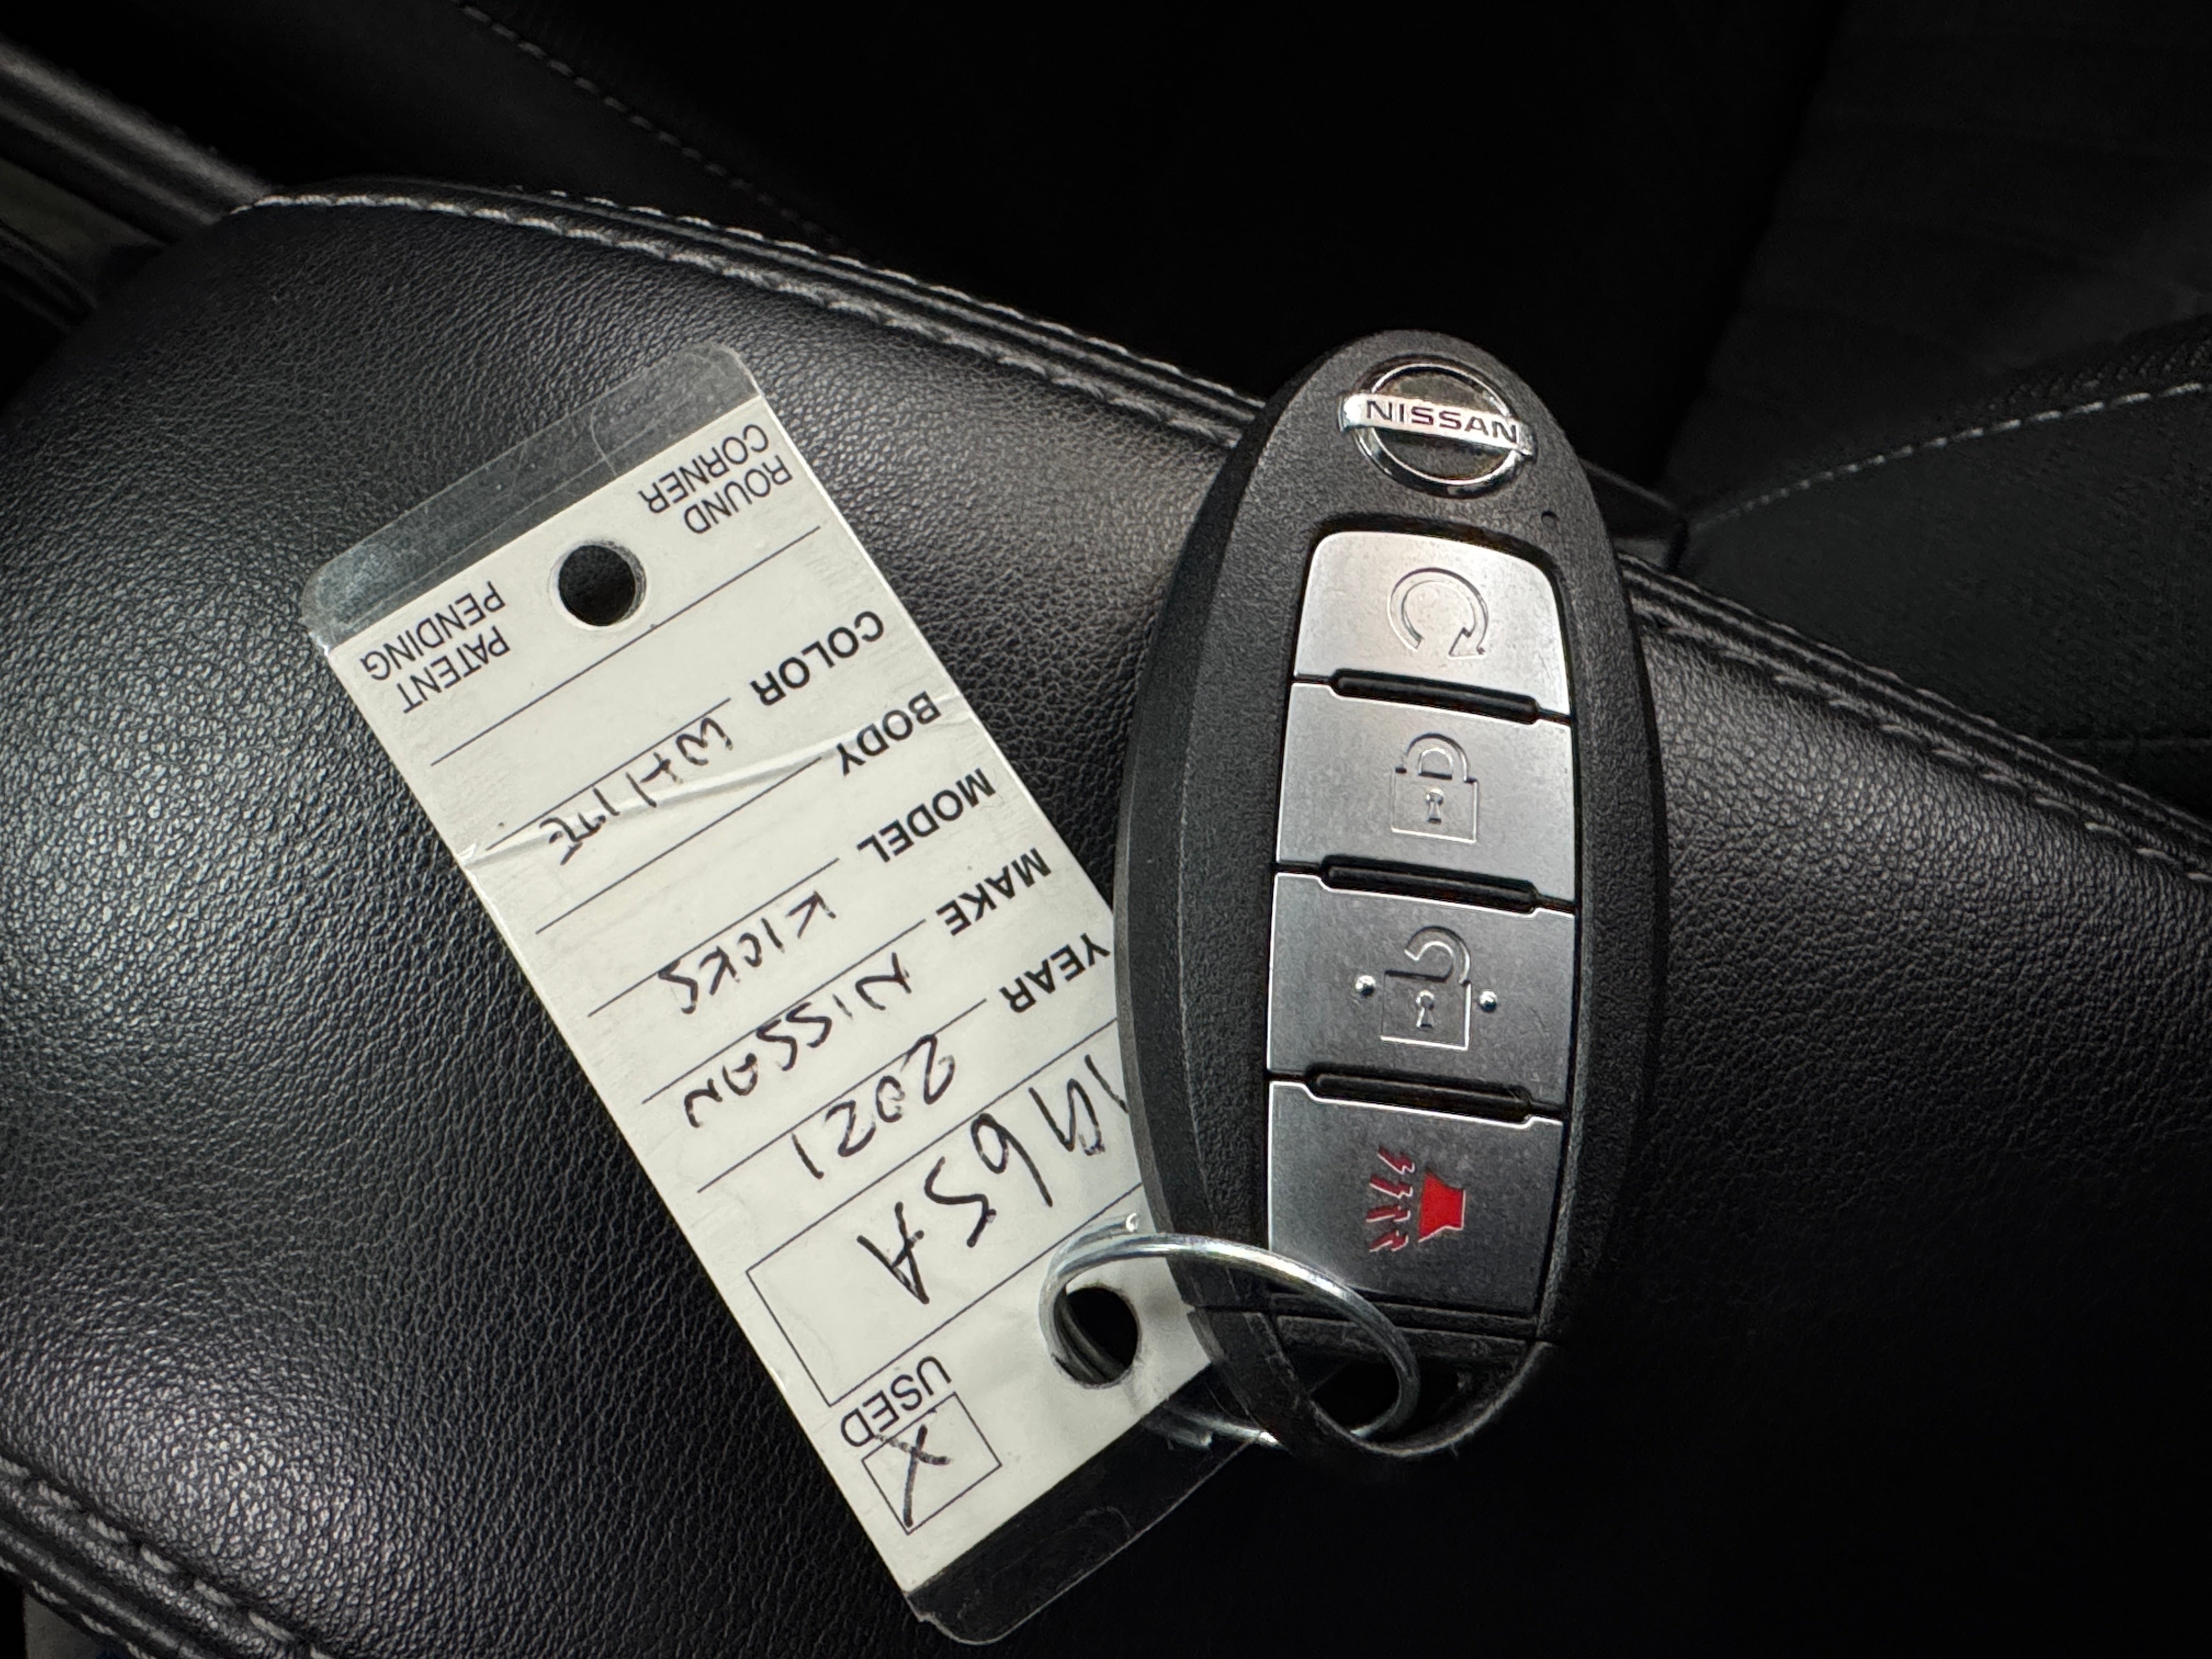 NISSAN
USED
X
YEAR 2021
MAKE NISSAN
MODEL KICKS
BODY
COLOR WHITE
PATENT PENDING
ROUND CORNER